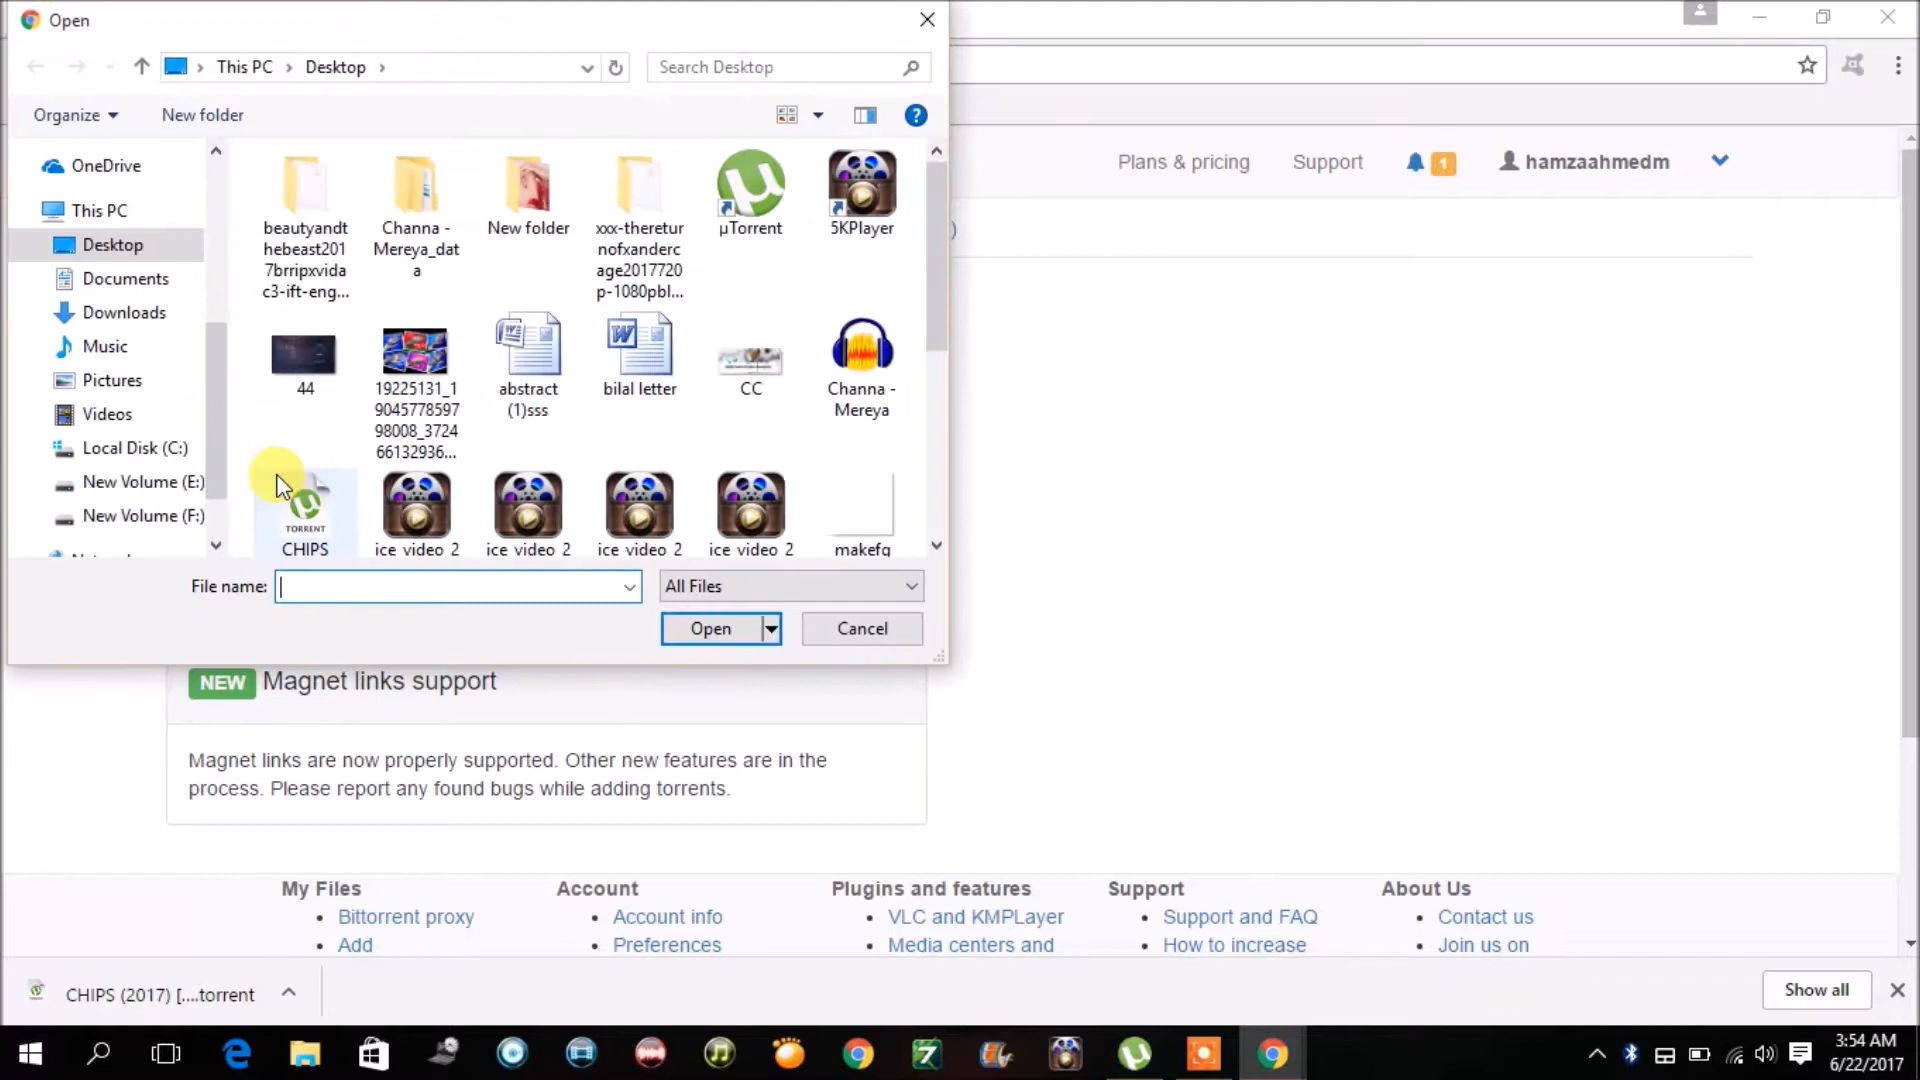 Open
This PC
Desktop
Search Desktop
Organize
New folder
OneDrive
This PC
Desktop
Documents
Downloads
Music
Pictures
Videos
Local Disk (C:)
New Volume (E:)
New Volume (F:)
beautyandt
hebeast201
7brripxvida
c3-ift-eng...
Channa -
Mereya_dat
a
New folder
xxx-theretur
nofxanderc
age2017720
p-1080pbl...
µTorrent
5KPlayer
44
19225131_1
9045778597
98008_3724
66132936...
abstract
(1)sss
bilal letter
CC
Channa -
Mereya
TORRENT
CHIPS
ice video 2
ice video 2
ice video 2
ice video 2
makefg
File name:
All Files
Open
Cancel
Plans & pricing
Support
1
hamzaahmedm
)
NEW Magnet links support
Magnet links are now properly supported. Other new features are in the
process. Please report any found bugs while adding torrents.
My Files
Bittorrent proxy
Add
Account
Account info
Preferences
Plugins and features
VLC and KMPLayer
Media centers and
Support
Support and FAQ
How to increase
About Us
Contact us
Join us on
CHIPS (2017) [....torrent
Show all
3:54 AM
6/22/2017